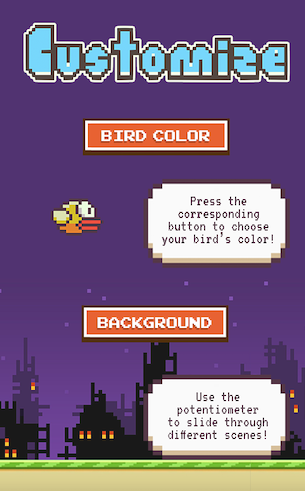 Customize
BIRD COLOR
Press the
corresponding
button to choose
your bird's color!
BACKGROUND
Use the
potentiometer
to slide through
different scenes!